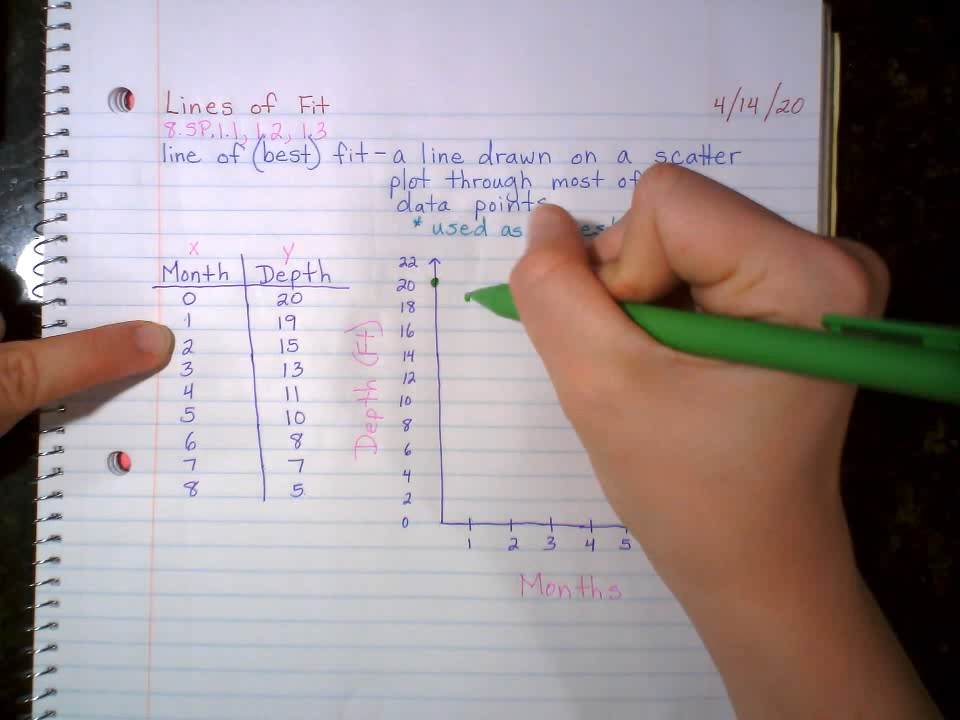 Lines of Fit
4/14/20
8.SP.1.1, 1.2, 1.3
line of (best) fit - a line drawn on a scatter
plot through most of
data points
* used as
x y
Month Depth
0 20
1 19
2 15
3 13
4 11
5 10
6 8
7 7
8 5
Depth (Ft)
22
20
18
16
14
12
10
8
6
4
2
0
1 2 3 4 5
Months